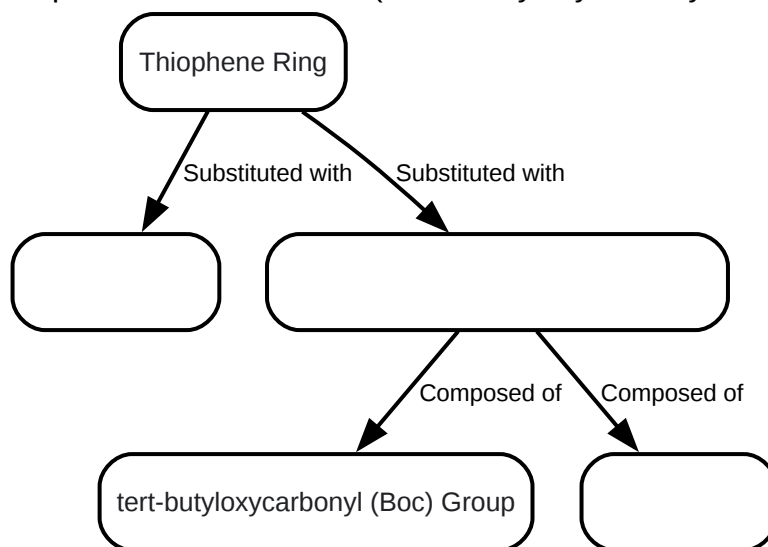 Thiophene Ring
Substituted with
Substituted with
Composed of
Composed of
tert-butyloxycarbonyl (Boc) Group